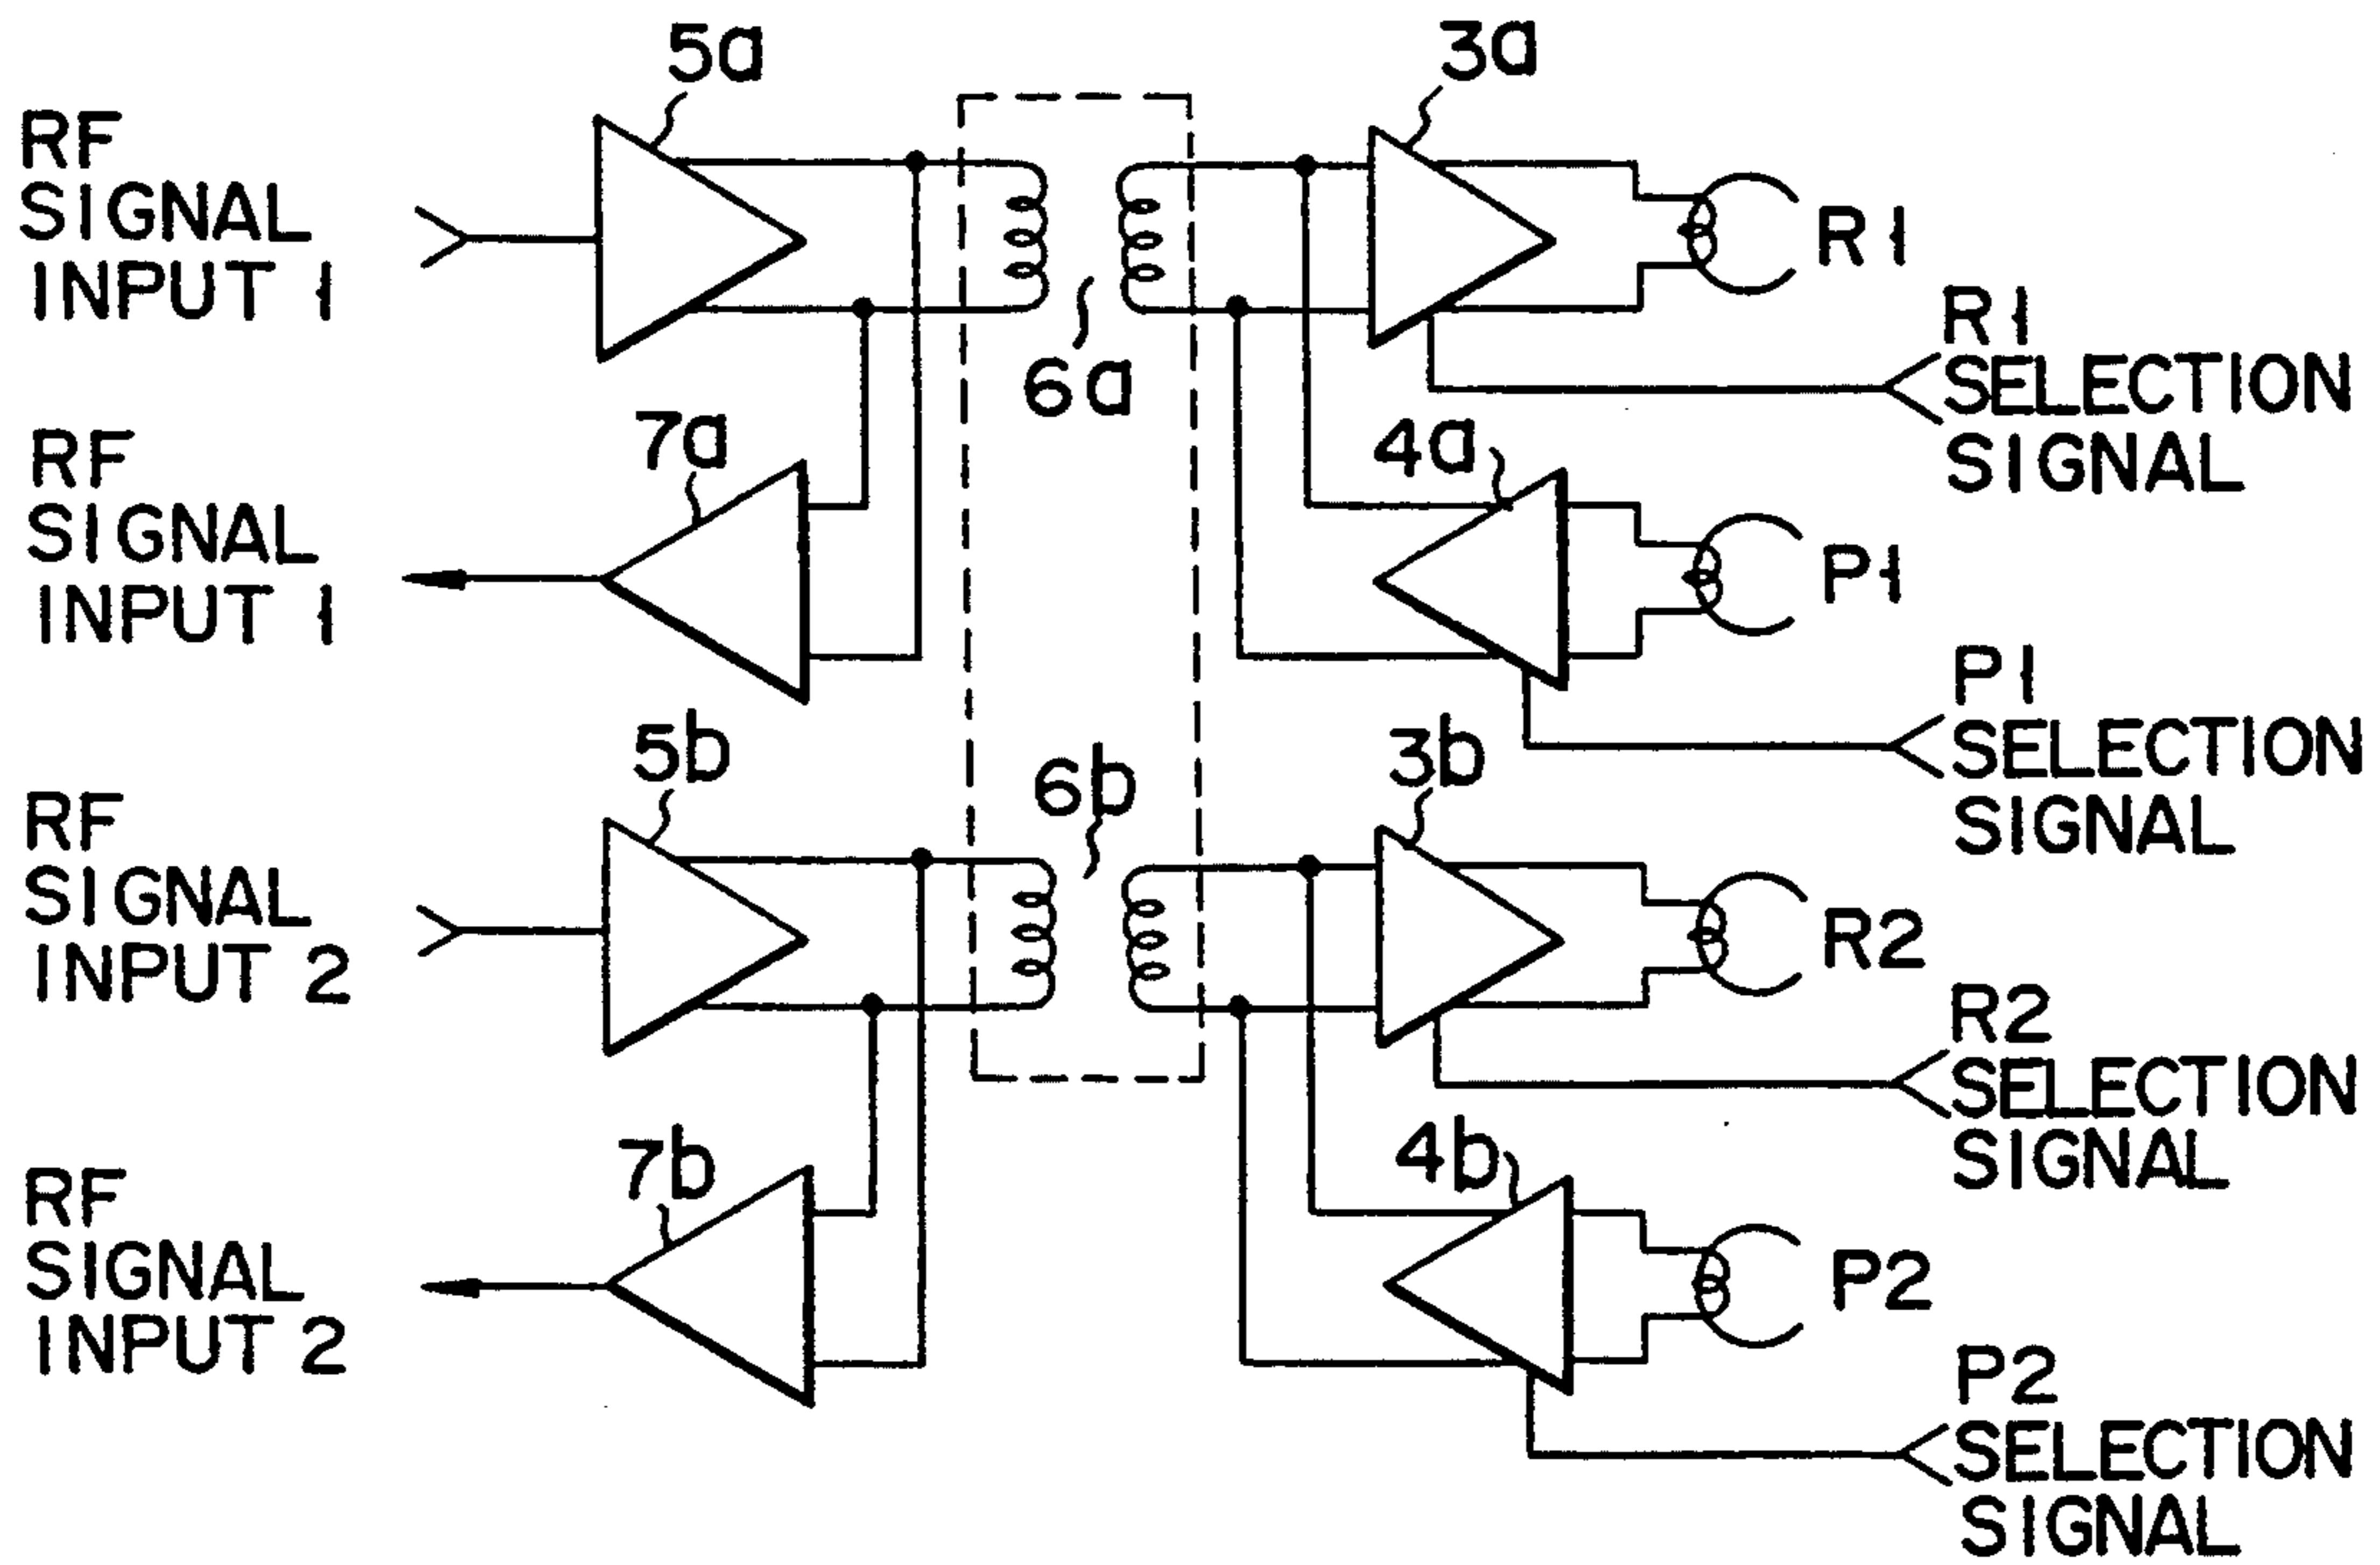 5a
3a
RF
SIGNAL
INPUT 1
R1
R1
SELECTION
SIGNAL
6a
7a
4a
RF
SIGNAL
INPUT 1
P1
P1
SELECTION
SIGNAL
5b
6b
3b
RF
SIGNAL
INPUT 2
R2
R2
SELECTION
SIGNAL
7b
4b
RF
SIGNAL
INPUT 2
P2
P2
SELECTION
SIGNAL